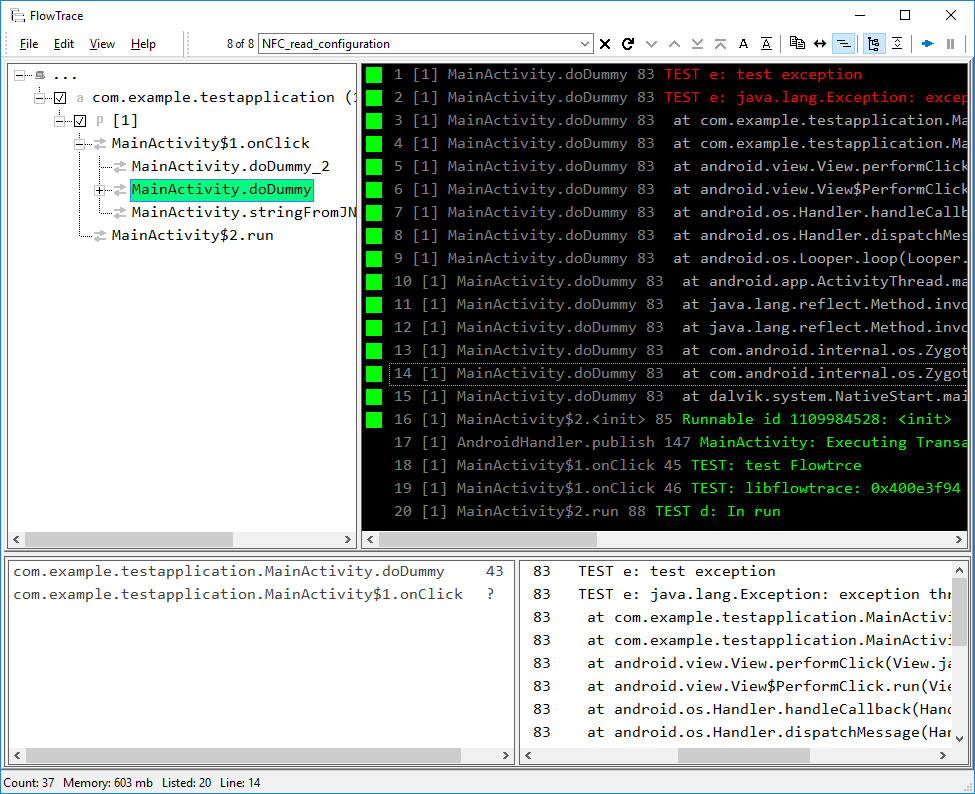 FlowTrace
File Edit View Help 8 of 8 NFC_read_configuration A A
...
a com.example.testapplication (
p [1]
MainActivity$1.onClick
MainActivity.doDummy_2
MainActivity.doDummy
MainActivity.stringFromJN
MainActivity$2.run
1 [1] MainActivity.doDummy 83 TEST e: test exception
2 [1] MainActivity.doDummy 83 TEST e: java.lang.Exception: excep
3 [1] MainActivity.doDummy 83 at com.example.testapplication.Ma
4 [1] MainActivity.doDummy 83 at com.example.testapplication.Ma
5 [1] MainActivity.doDummy 83 at android.view.View.performClick
6 [1] MainActivity.doDummy 83 at android.view.View$PerformClick
7 [1] MainActivity.doDummy 83 at android.os.Handler.handleCallb
8 [1] MainActivity.doDummy 83 at android.os.Handler.dispatchMes
9 [1] MainActivity.doDummy 83 at android.os.Looper.loop(Looper.
10 [1] MainActivity.doDummy 83 at android.app.ActivityThread.ma
11 [1] MainActivity.doDummy 83 at java.lang.reflect.Method.invo
12 [1] MainActivity.doDummy 83 at java.lang.reflect.Method.invo
13 [1] MainActivity.doDummy 83 at com.android.internal.os.Zygot
14 [1] MainActivity.doDummy 83 at com.android.internal.os.Zygot
15 [1] MainActivity.doDummy 83 at dalvik.system.NativeStart.mai
16 [1] MainActivity$2.<init> 85 Runnable id 1109984528: <init>
17 [1] AndroidHandler.publish 147 MainActivity: Executing Transa
18 [1] MainActivity$1.onClick 45 TEST: test Flowtrce
19 [1] MainActivity$1.onClick 46 TEST: libflowtrace: 0x400e3f94
20 [1] MainActivity$2.run 88 TEST d: In run
com.example.testapplication.MainActivity.doDummy 43
com.example.testapplication.MainActivity$1.onClick ?
83 TEST e: test exception
83 TEST e: java.lang.Exception: exception thr
83 at com.example.testapplication.MainActivi
83 at com.example.testapplication.MainActivi
83 at android.view.View.performClick(View.ja
83 at android.view.View$PerformClick.run(Vie
83 at android.os.Handler.handleCallback(Hand
83 at android.os.Handler.dispatchMessage(Han
Count: 37 Memory: 603 mb Listed: 20 Line: 14